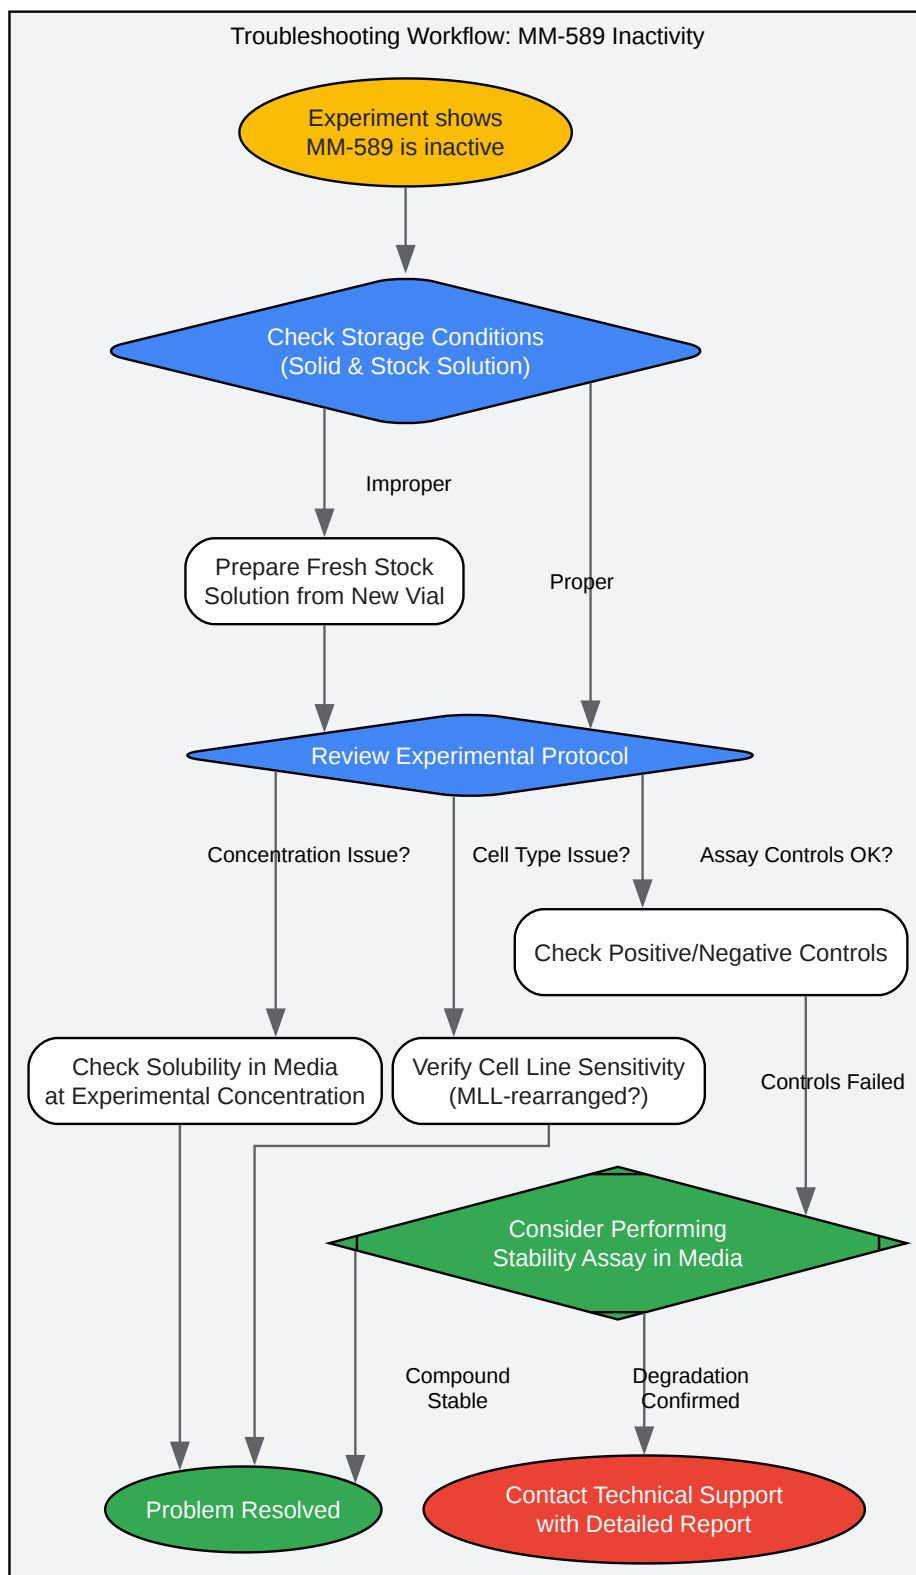 Troubleshooting Workflow: MM-589 Inactivity
Experiment shows
MM-589 is inactive
Check Storage Conditions
(Solid & Stock Solution)
Improper
Prepare Fresh Stock
Solution from New Vial
Proper
Review Experimental Protocol
Concentration Issue?
Cell Type Issue?
Assay Controls OK?
Check Positive/Negative Controls
Check Solubility in Media
at Experimental Concentration
Verify Cell Line Sensitivity
(MLL-rearranged?)
Controls Failed
Consider Performing
Stability Assay in Media
Compound
Stable
Degradation
Confirmed
Problem Resolved
Contact Technical Support
with Detailed Report